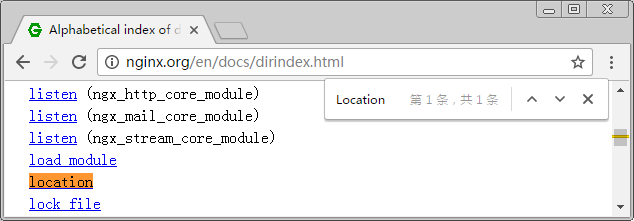 Alphabetical index of d
nginx.org/en/docs/dirindex.html
Location 第 1 条，共 1 条
listen (ngx_http_core_module)
listen (ngx_mail_core_module)
listen (ngx_stream_core_module)
load_module
location
lock_file